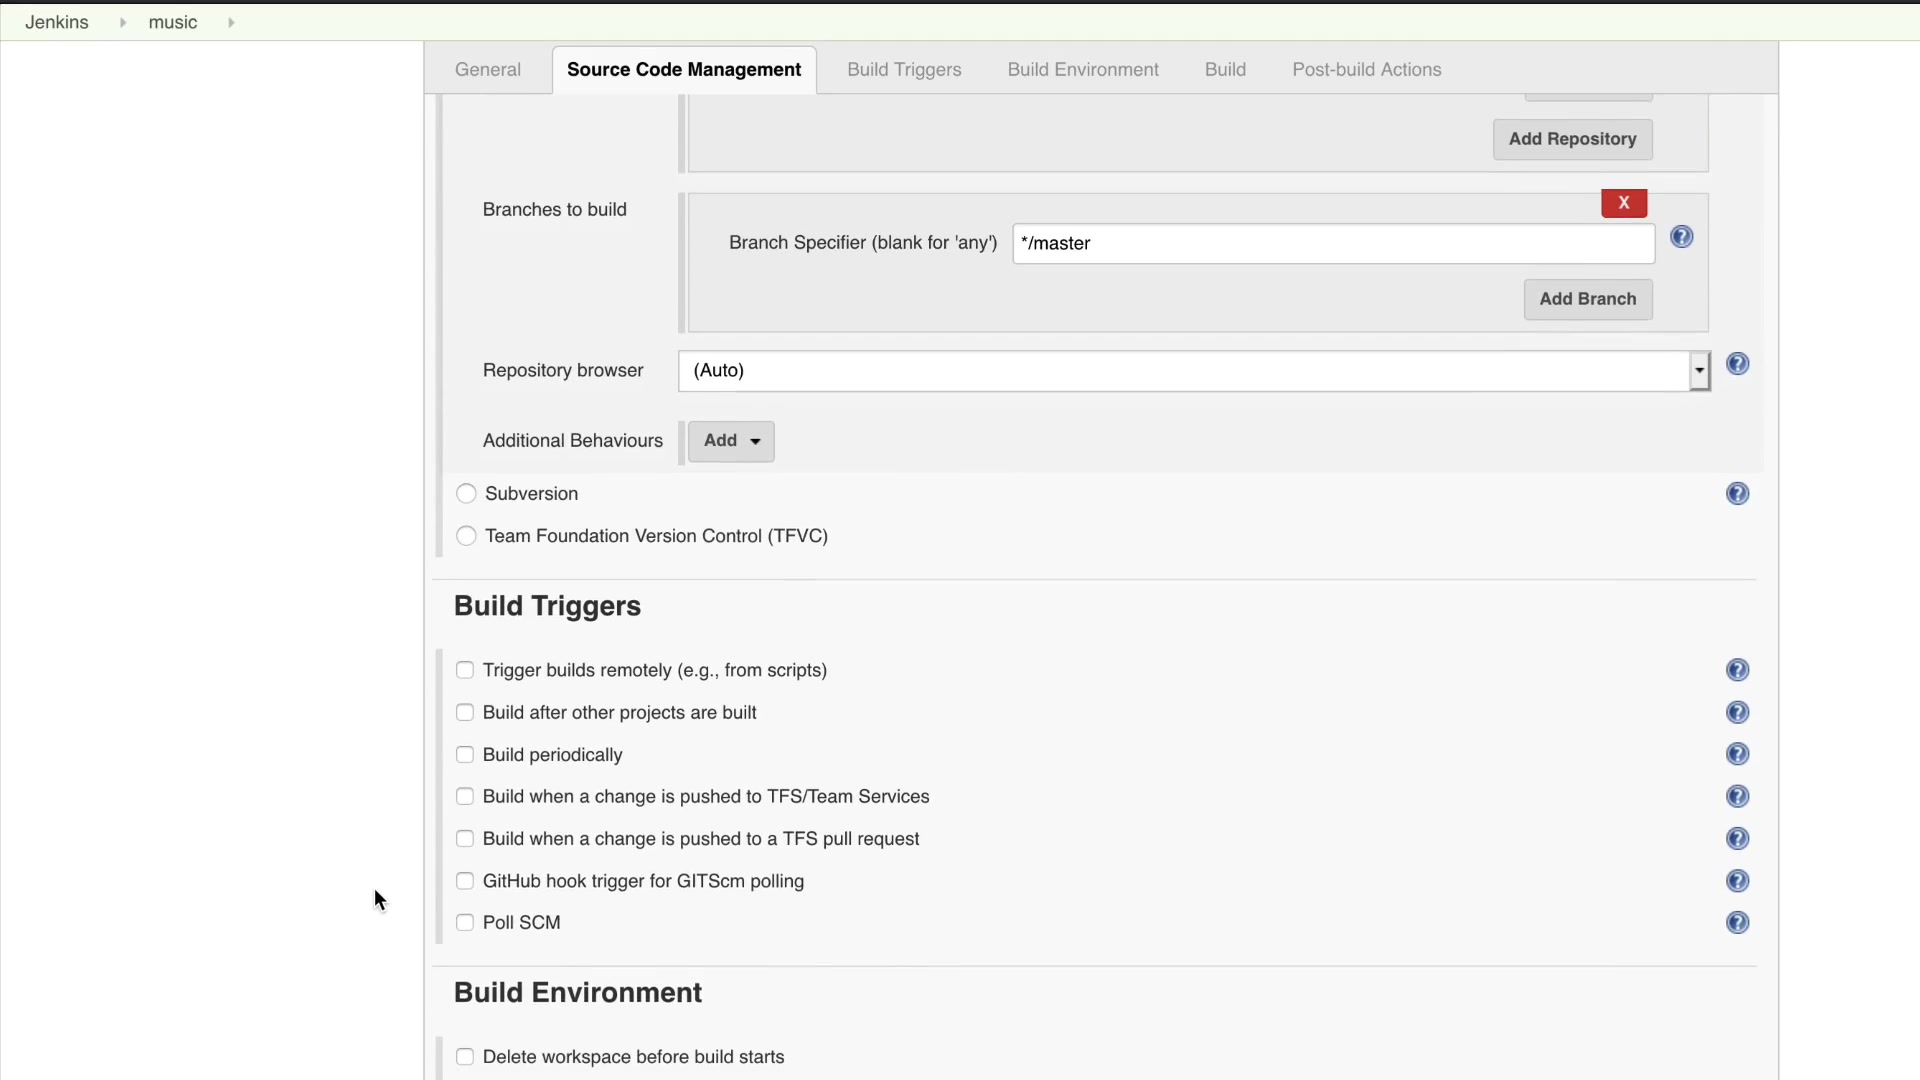 Jenkins music
General Source Code Management Build Triggers Build Environment Build Post-build Actions
Add Repository
Branches to build
X
Branch Specifier (blank for 'any') */master
Add Branch
Repository browser (Auto)
Additional Behaviours Add
Subversion
Team Foundation Version Control (TFVC)
Build Triggers
Trigger builds remotely (e.g., from scripts)
Build after other projects are built
Build periodically
Build when a change is pushed to TFS/Team Services
Build when a change is pushed to a TFS pull request
GitHub hook trigger for GITScm polling
Poll SCM
Build Environment
Delete workspace before build starts